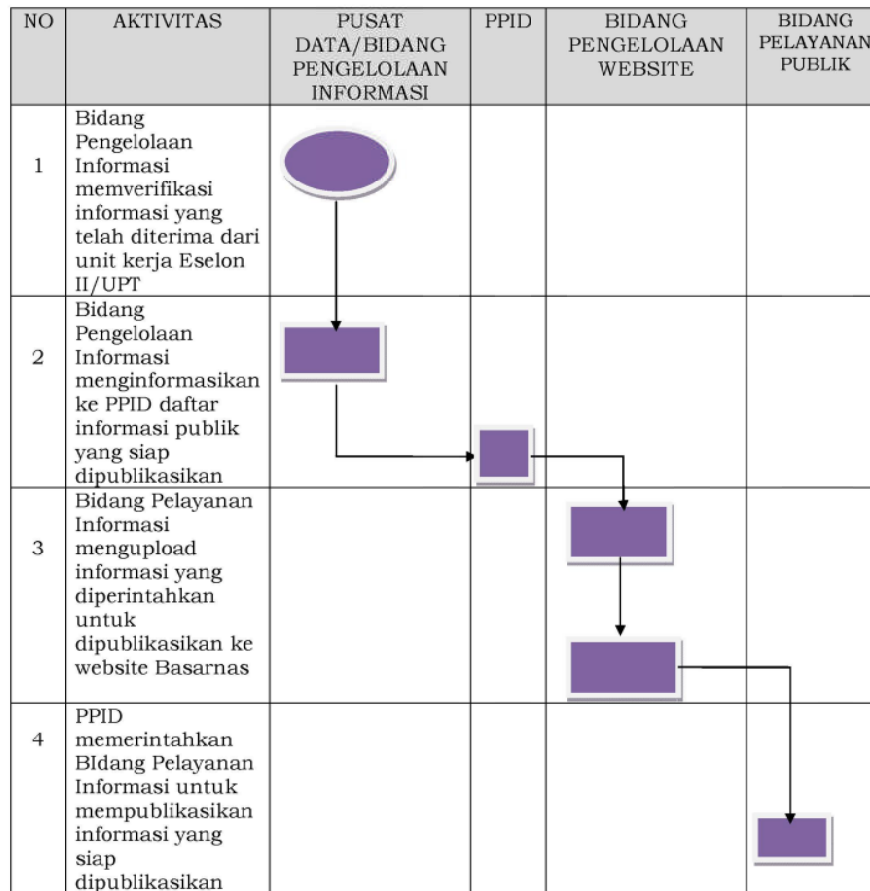 NO AKTIVITAS PUSAT DATA/BIDANG PENGELOLAAN INFORMASI PPID BIDANG PENGELOLAAN WEBSITE BIDANG PELAYANAN PUBLIK
1
Bidang
Pengelolaan
Informasi
memverifikasi
informasi yang
telah diterima dari
unit kerja Eselon
II/UPT
2
Bidang
Pengelolaan
Informasi
menginformasikan
ke PPID daftar
informasi publik
yang siap
dipublikasikan
3
Bidang Pelayanan
Informasi
mengupload
informasi yang
diperintahkan
untuk
dipublikasikan ke
website Basarnas
4
PPID
memerintahkan
BIdang Pelayanan
Informasi untuk
mempublikasikan
informasi yang
siap
dipublikasikan